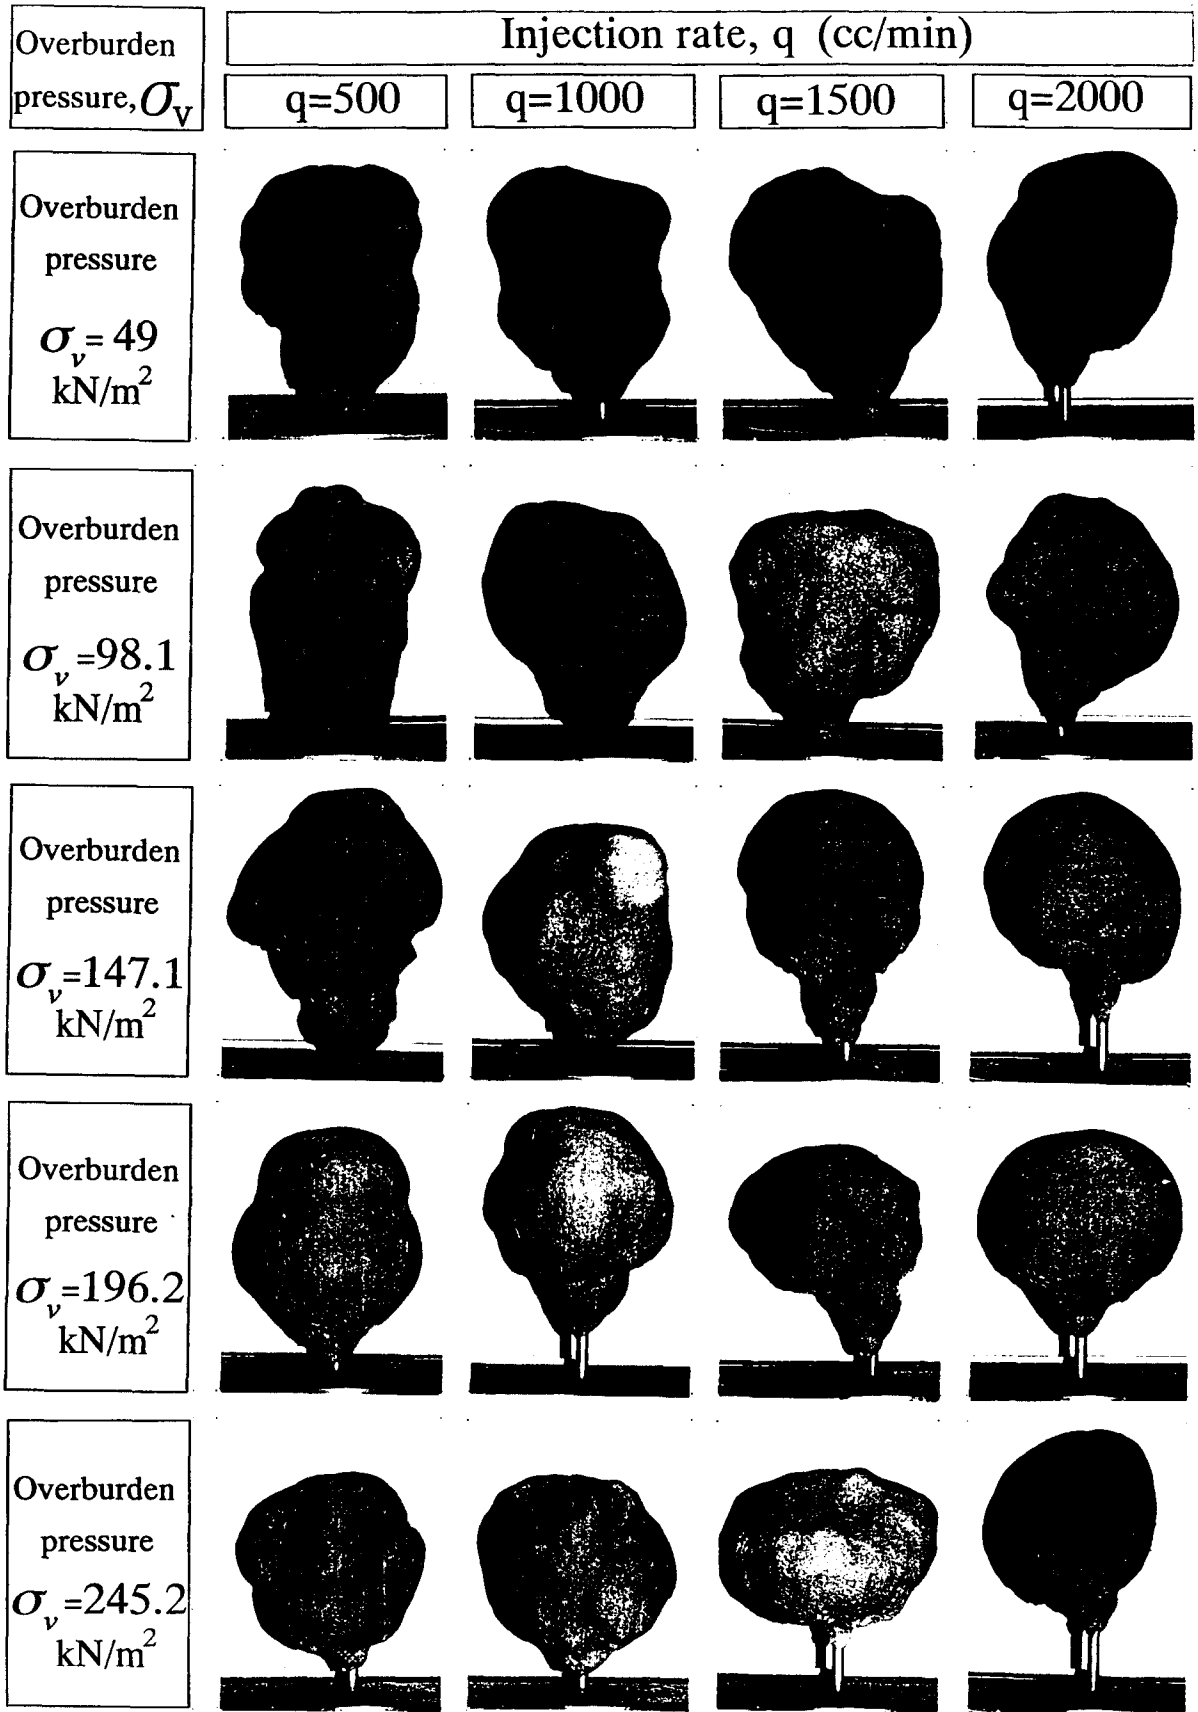 Overburden
pressure, σv
Injection rate, q (cc/min)
q=500
q=1000
q=1500
q=2000
Overburden
pressure
σv= 49
kN/m²
Overburden
pressure
σv=98.1
kN/m²
Overburden
pressure
σv=147.1
kN/m²
Overburden
pressure
σv=196.2
kN/m²
Overburden
pressure
σv=245.2
kN/m²